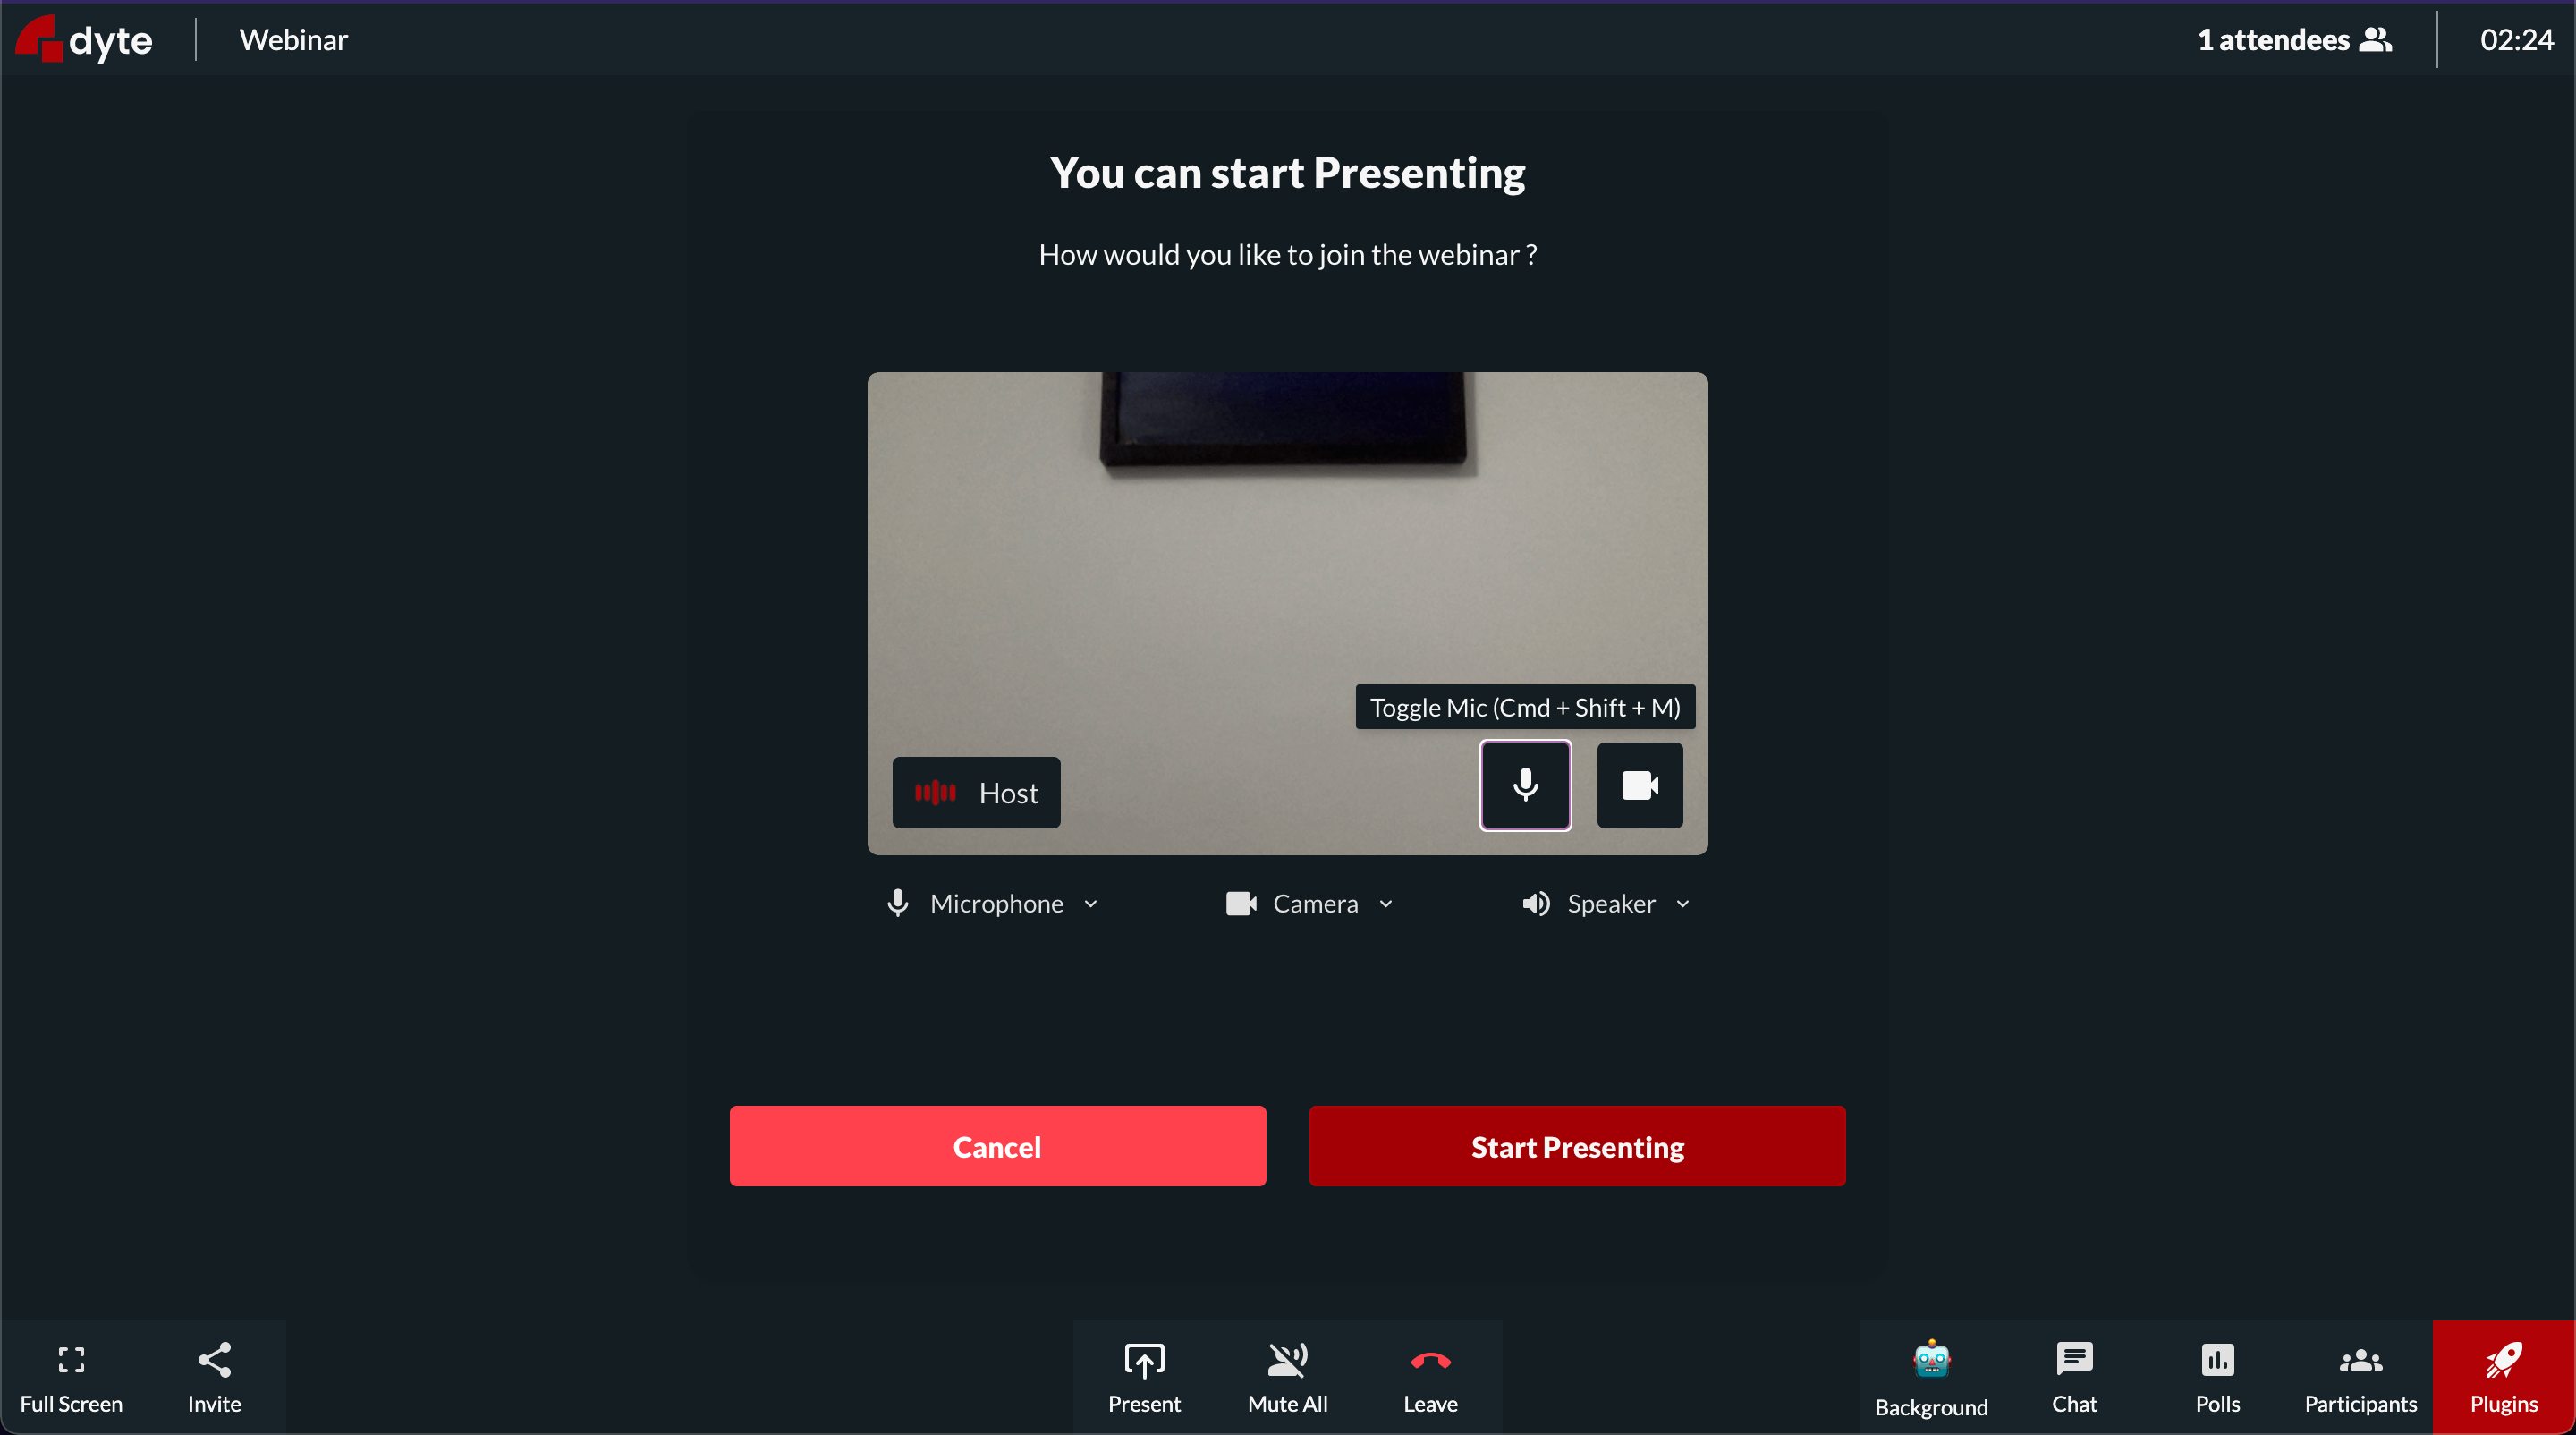 dyte
Webinar
1 attendees
02:24
You can start Presenting
How would you like to join the webinar ?
Toggle Mic (Cmd + Shift + M)
Host
Microphone
Camera
Speaker
Cancel
Start Presenting
Full Screen
Invite
Present
Mute All
Leave
Background
Chat
Polls
Participants
Plugins